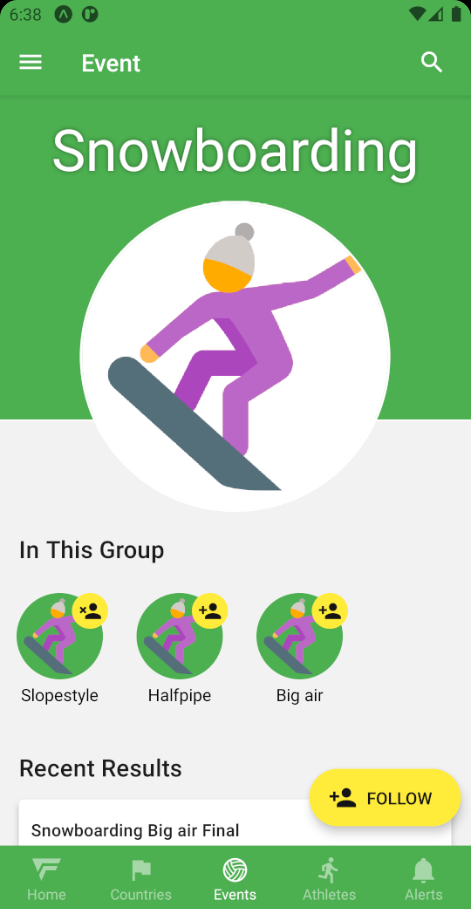 6:38
Event
Snowboarding
In This Group
Slopestyle
Halfpipe
Big air
Recent Results
FOLLOW
Snowboarding Big air Final
Home
Countries
Events
Athletes
Alerts